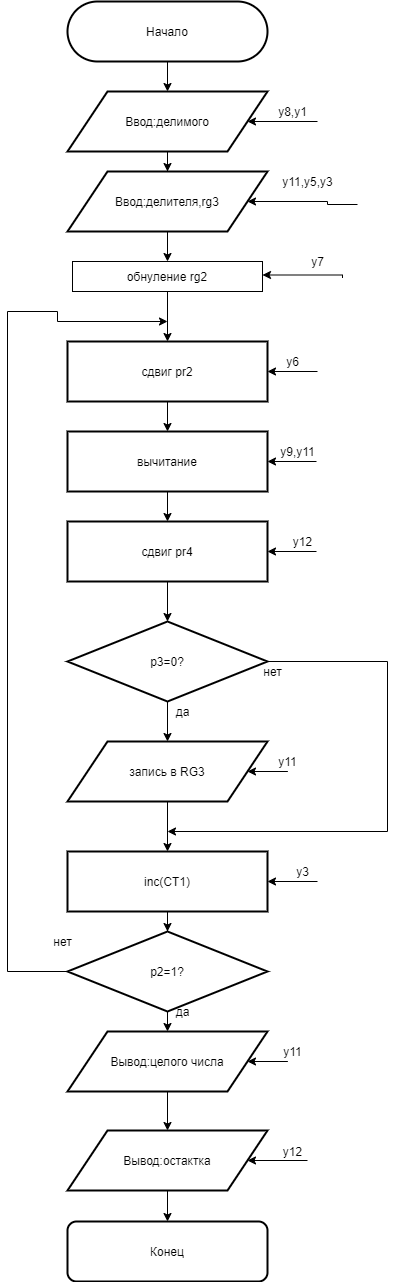 Начало
y8,y1
Ввод:делимого
y11,y5,y3
Ввод:делителя,rg3
y7
обнуление rg2
y6
сдвиг pr2
y9,y11
вычитание
y12
сдвиг pr4
p3=0?
нет
да
y11
запись в RG3
y3
inc(CT1)
нет
p2=1?
да
y11
Вывод:целого числа
y12
Вывод:остактка
Конец